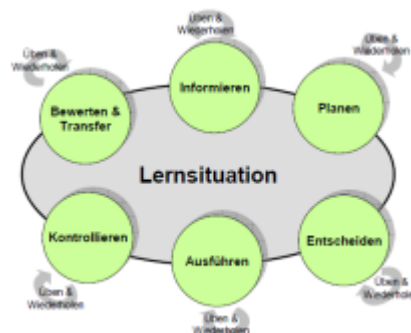 Üben &
Wiederholen
Informieren
Üben &
Wiederholen
Planen
Üben &
Wiederholen
Bewerten &
Transfer
Lernsituation
Kontrollieren
Üben &
Wiederholen
Ausführen
Üben &
Wiederholen
Entscheiden
Üben &
Wiederholen